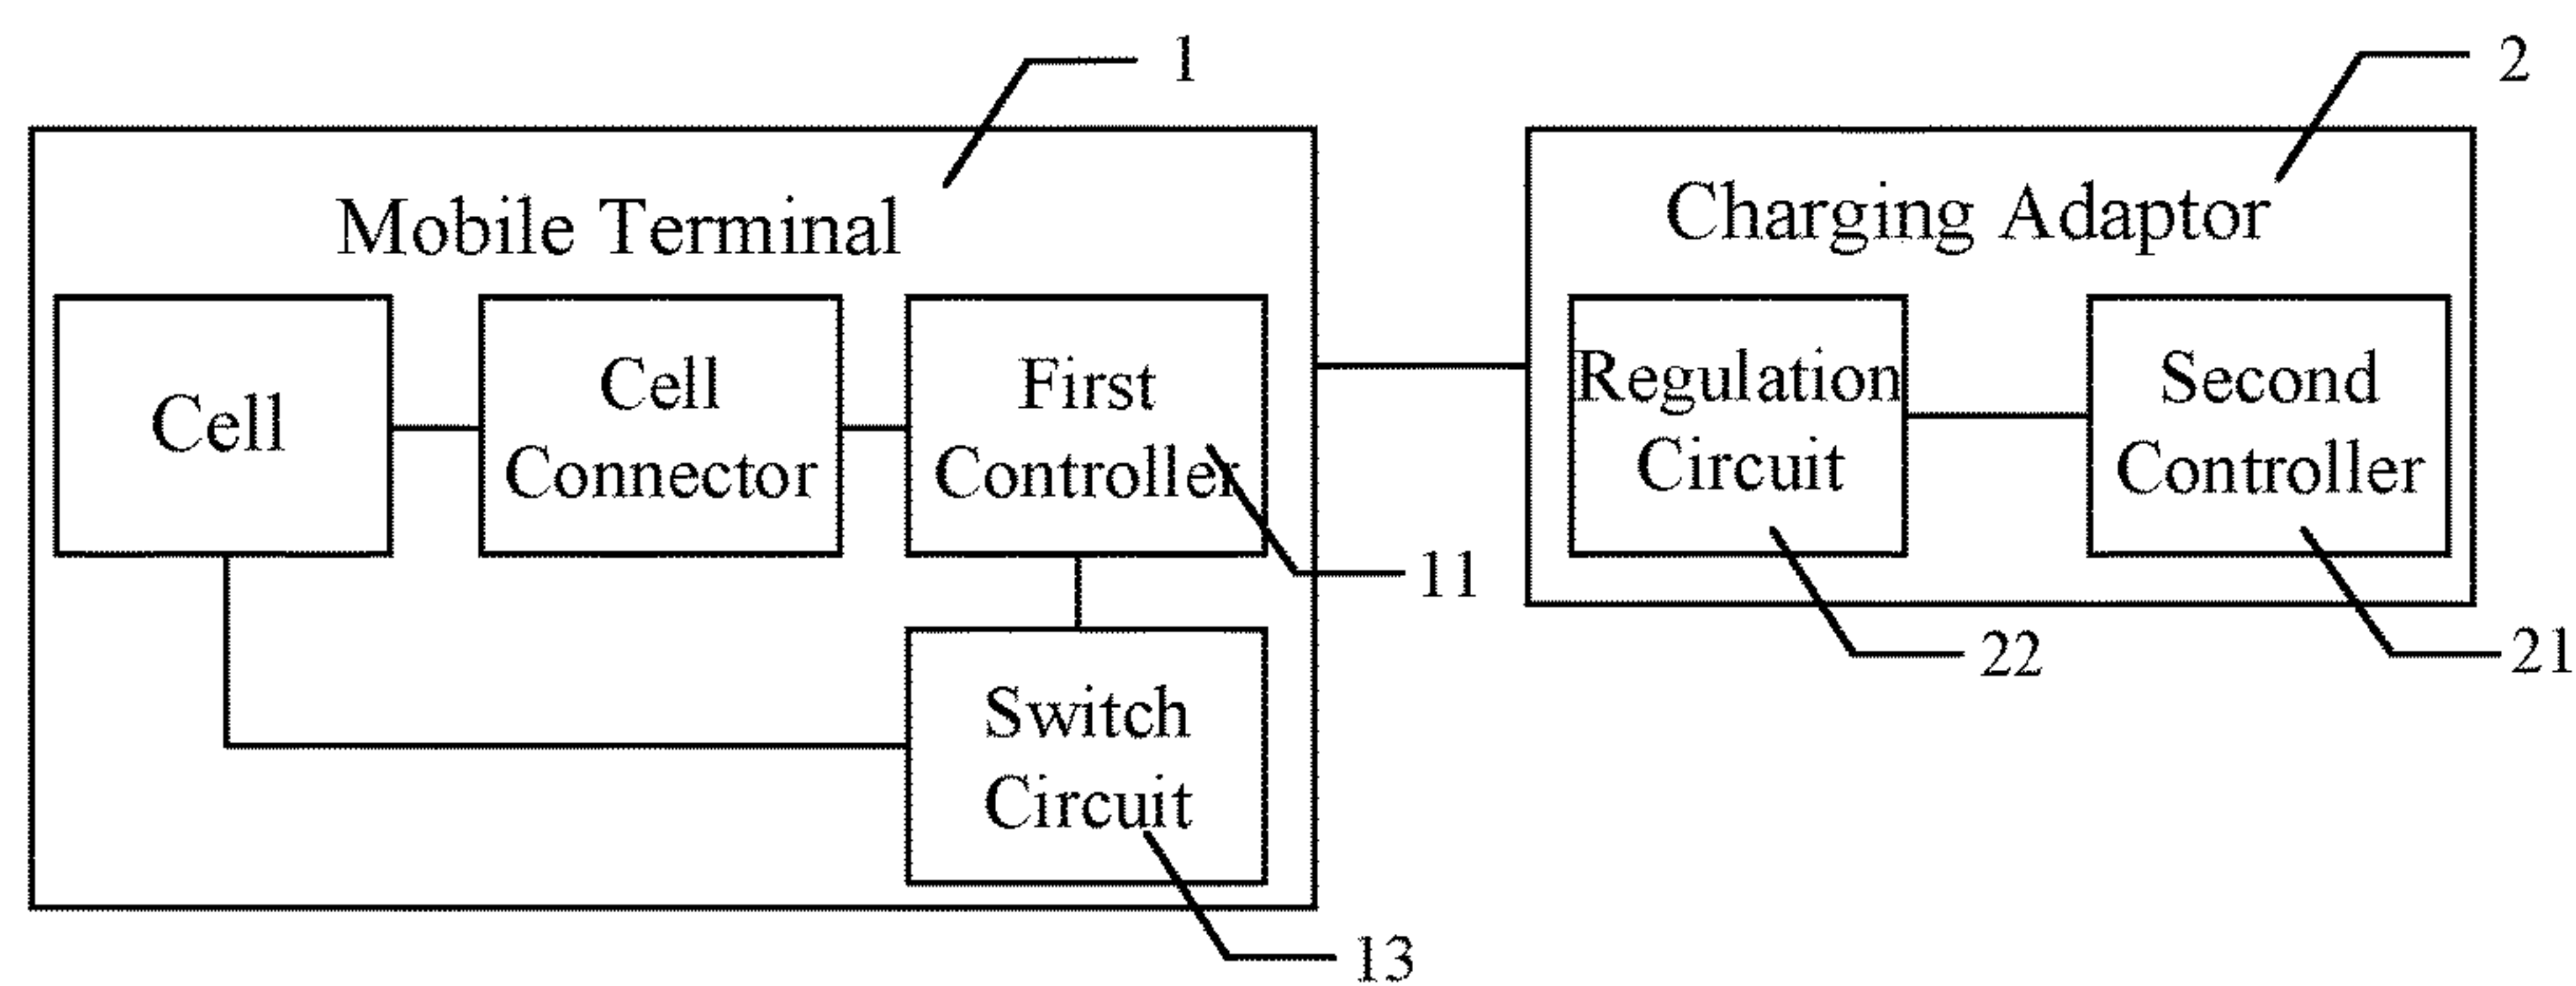 1
2
Mobile Terminal
Charging Adaptor
Cell
Cell
Connector
First
Controller
Regulation
Circuit
Second
Controller
11
22
21
Switch
Circuit
13